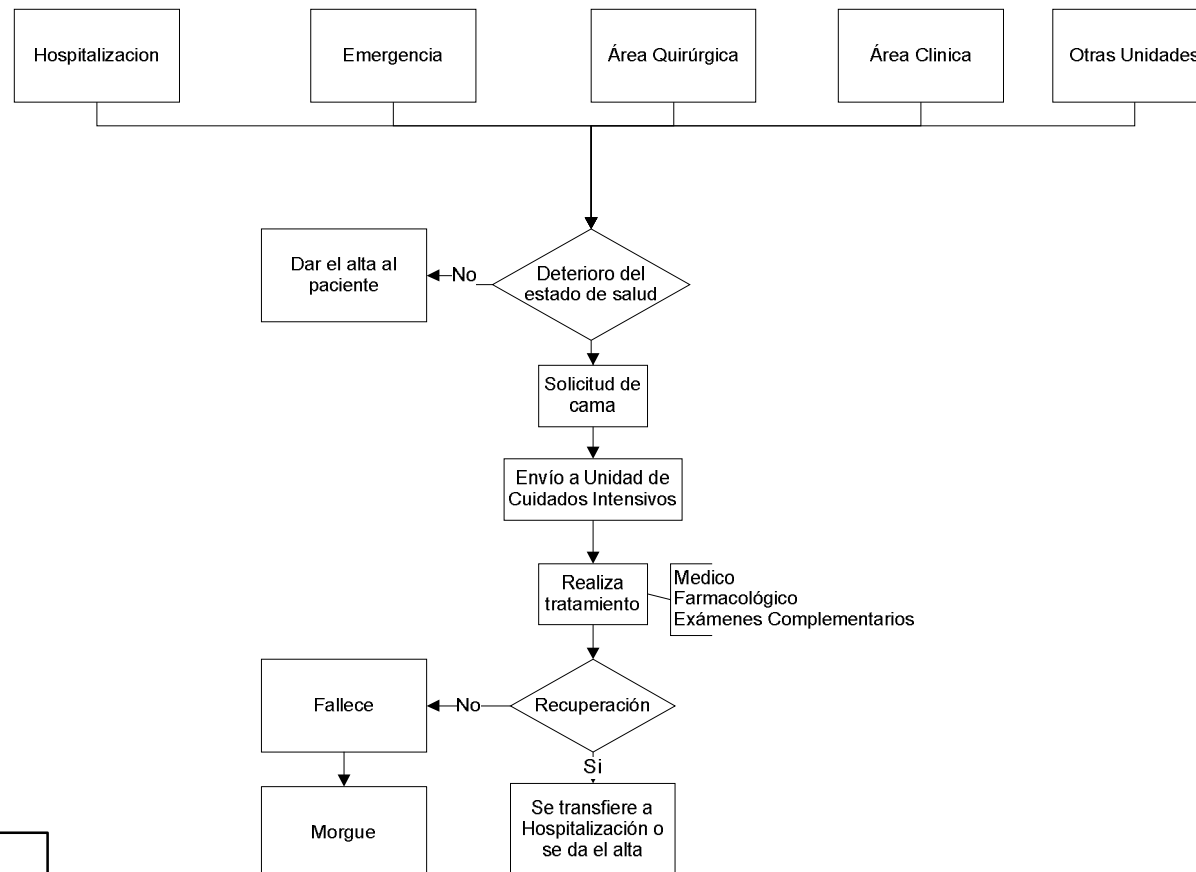 Hospitalizacion
Emergencia
Área Quirúrgica
Área Clinica
Otras Unidades
Dar el alta al
paciente
No
Deterioro del
estado de salud
Solicitud de
cama
Envío a Unidad de
Cuidados Intensivos
Realiza
tratamiento
Medico
Farmacológico
Exámenes Complementarios
Fallece
No
Recuperación
Si
Morgue
Se transfiere a
Hospitalización o
se da el alta